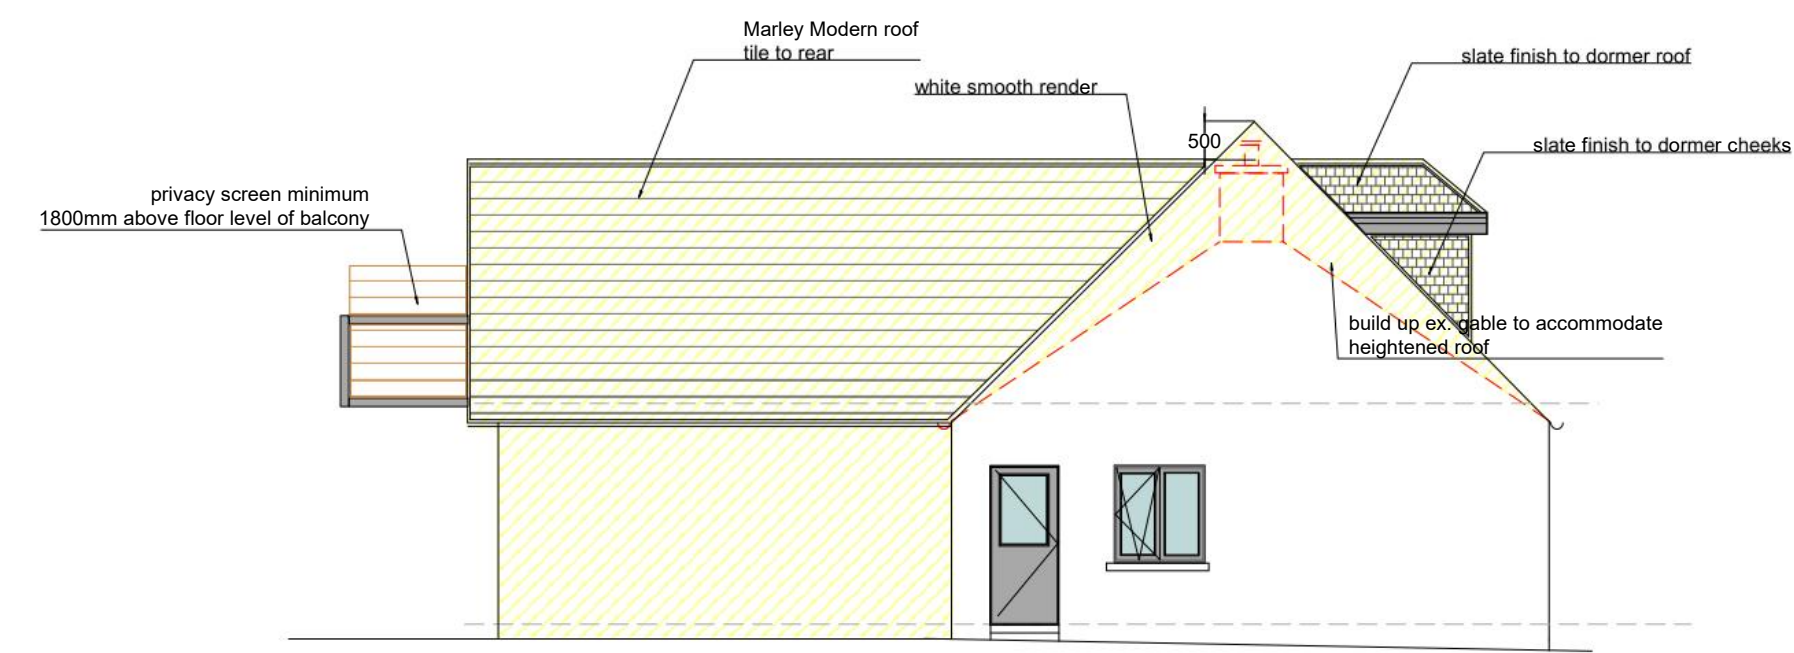 Marley Modern roof
tile to rear
white smooth render
slate finish to dormer roof
500
slate finish to dormer cheeks
privacy screen minimum
1800mm above floor level of balcony
build up ex. gable to accommodate
heightened roof